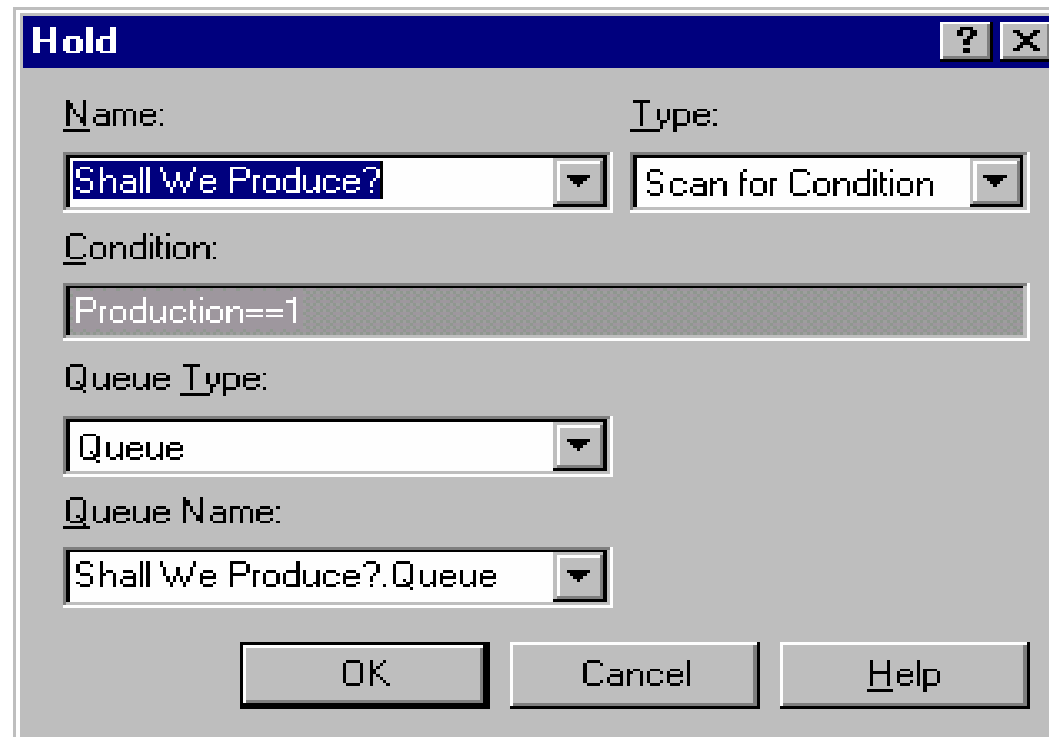 Hold
Name:
Type:
Shall We Produce?
Scan for Condition
Condition:
Production==1
Queue Type:
Queue
Queue Name:
Shall We Produce?.Queue
OK
Cancel
Help